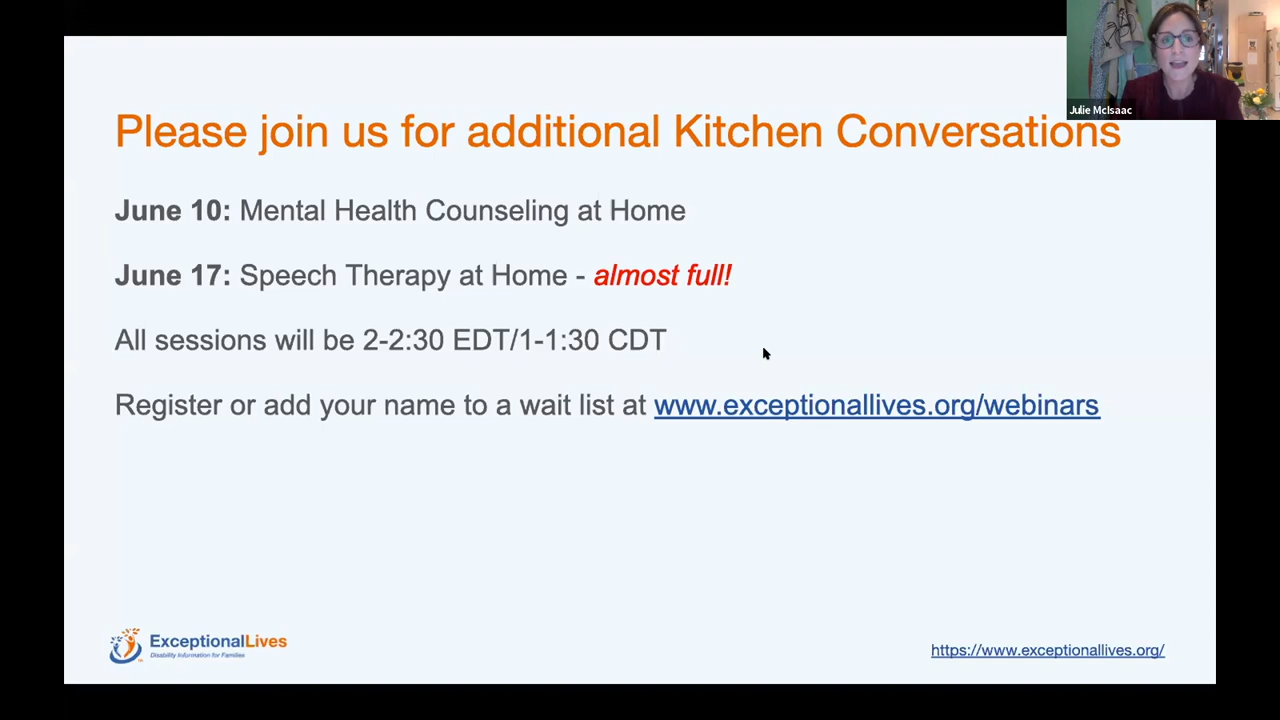 Julie McIsaac
Please join us for additional Kitchen Conversations
June 10: Mental Health Counseling at Home
June 17: Speech Therapy at Home - almost full!
All sessions will be 2-2:30 EDT/1-1:30 CDT
Register or add your name to a wait list at www.exceptionallives.org/webinars
ExceptionalLives
Disability Information for Families
https://www.exceptionallives.org/